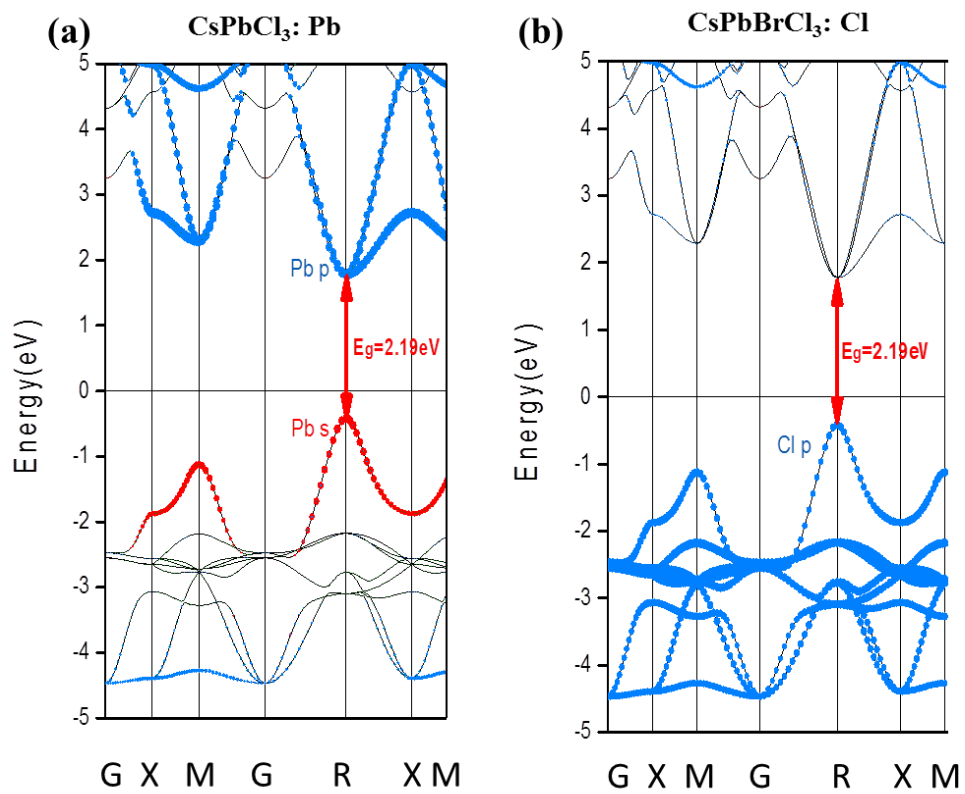 (a)
CsPbCl₃: Pb
5
4
3
2
1
0
-1
-2
-3
-4
-5
Energy(eV)
Pb p
Eg=2.19eV
Pb s
G X M G R X M
(b)
CsPbBrCl₃: Cl
5
4
3
2
1
0
-1
-2
-3
-4
-5
Energy(eV)
Eg=2.19eV
Cl p
G X M G R X M